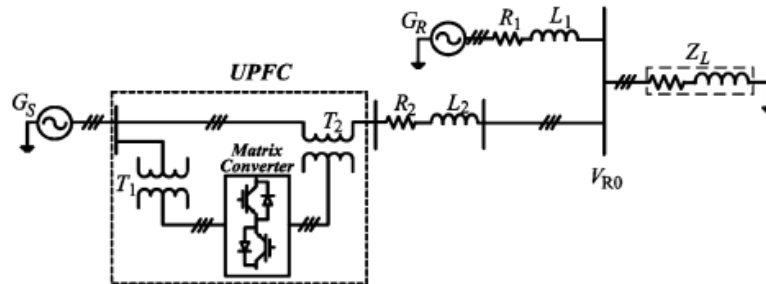 G_R
R_1
L_1
Z_L
UPFC
G_S
T_2
R_2
L_2
Matrix
Converter
T_1
V_R0